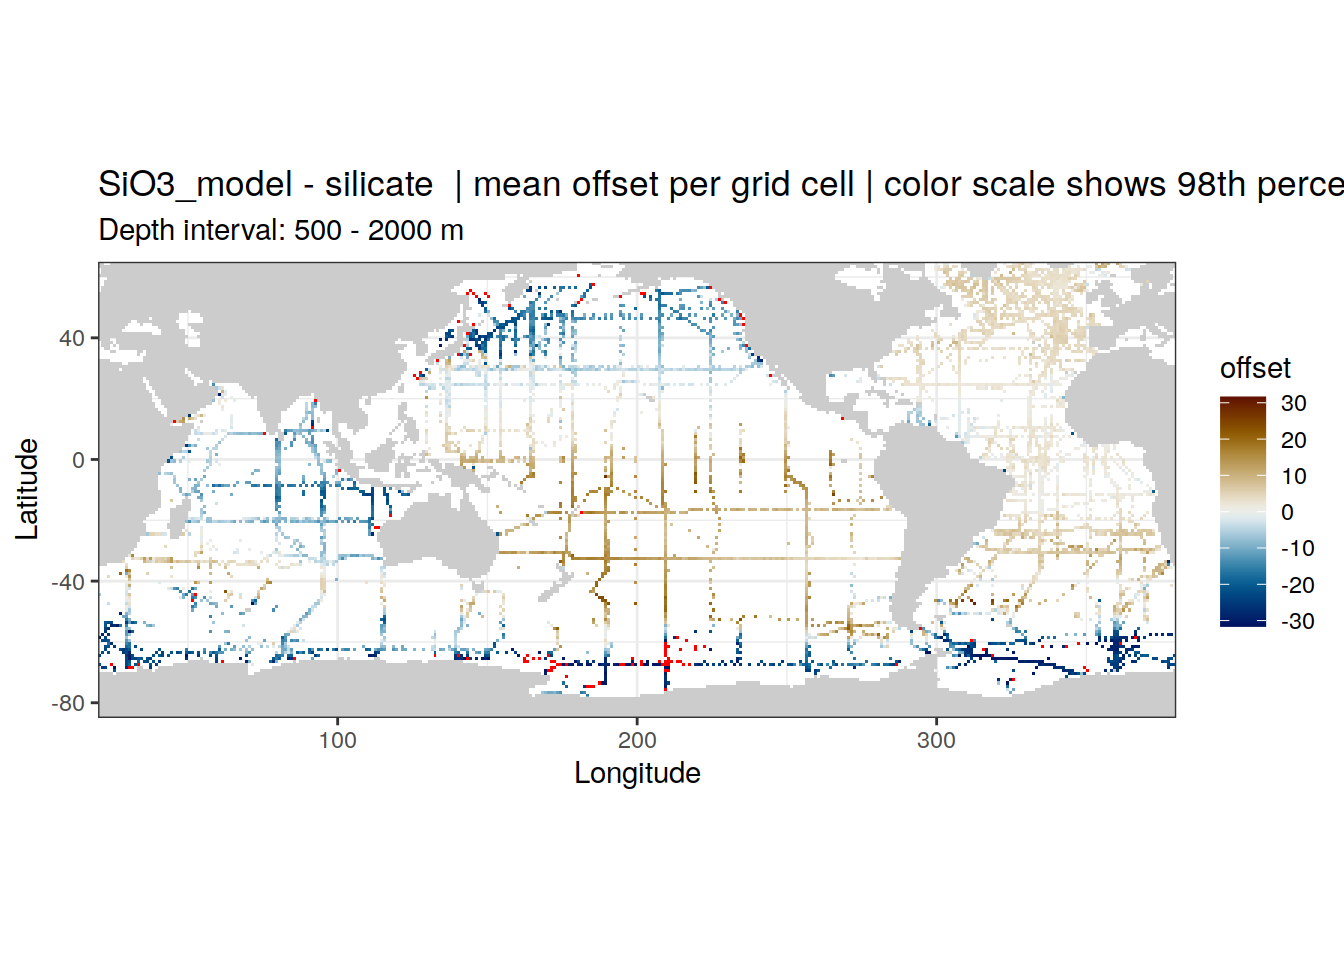 SiO3_model - silicate  | mean offset per grid cell | color scale shows 98th perce
Depth interval: 500 - 2000 m
offset
30
20
10
0
-10
-20
-30
40
0
-40
-80
Latitude
100
200
300
Longitude